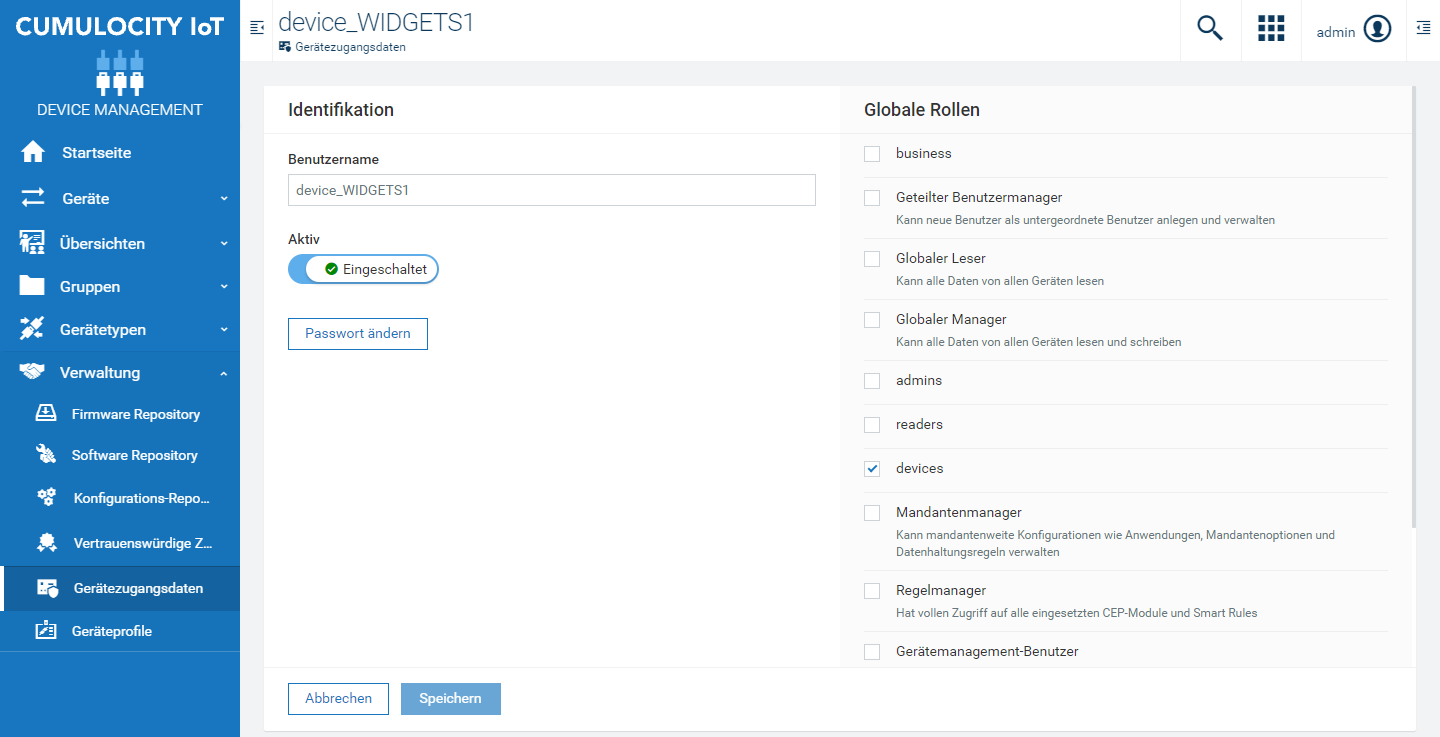 CUMULOCITY IoT
DEVICE MANAGEMENT
Startseite
Geräte
Übersichten
Gruppen
Gerätetypen
Verwaltung
Firmware Repository
Software Repository
Konfigurations-Repo...
Vertrauenswürdige Z...
Gerätezugangsdaten
Geräteprofile
device_WIDGETS1
Gerätezugangsdaten
admin
Identifikation
Benutzername
device_WIDGETS1
Aktiv
Eingeschaltet
Passwort ändern
Globale Rollen
business
Geteilter Benutzermanager
Kann neue Benutzer als untergeordnete Benutzer anlegen und verwalten
Globaler Leser
Kann alle Daten von allen Geräten lesen
Globaler Manager
Kann alle Daten von allen Geräten lesen und schreiben
admins
readers
devices
Mandantenmanager
Kann mandantenweite Konfigurationen wie Anwendungen, Mandantenoptionen und
Datenhaltungsregeln verwalten
Regelmanager
Hat vollen Zugriff auf alle eingesetzten CEP-Module und Smart Rules
Gerätemanagement-Benutzer
Abbrechen
Speichern